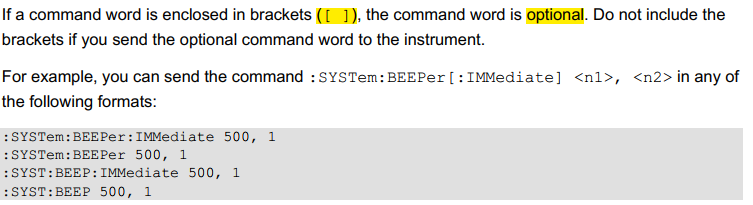 If a command word is enclosed in brackets ([ ]), the command word is optional. Do not include the
brackets if you send the optional command word to the instrument.
For example, you can send the command :SYSTem:BEEPer[:IMMediate] <n1>, <n2> in any of
the following formats:
:SYSTem:BEEPer:IMMediate 500, 1
:SYSTem:BEEPer 500, 1
:SYST:BEEP:IMMediate 500, 1
:SYST:BEEP 500, 1